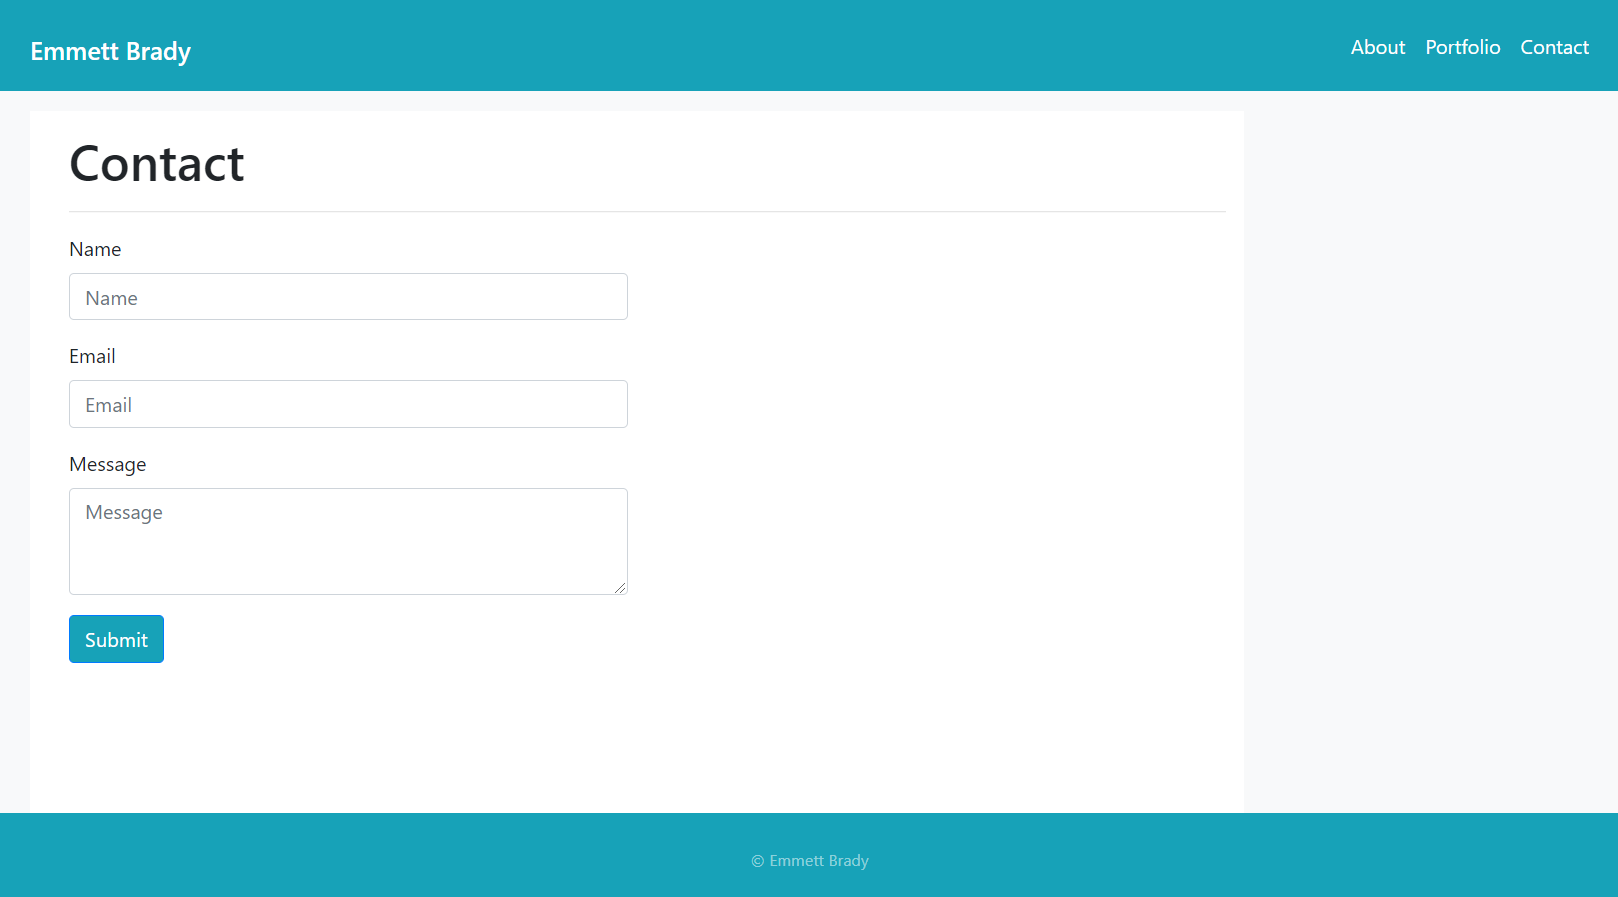 Emmett Brady
About Portfolio Contact
Contact
Name
Name
Email
Email
Message
Message
Submit
© Emmett Brady